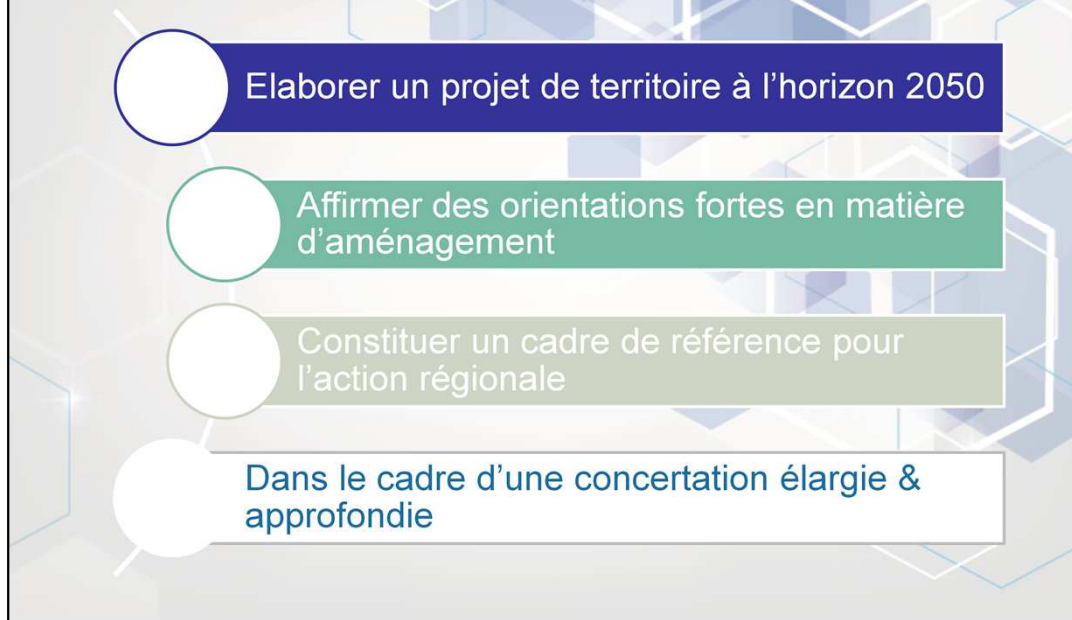 Elaborer un projet de territoire à l’horizon 2050
Affirmer des orientations fortes en matière
d’aménagement
Constituer un cadre de référence pour
l’action régionale
Dans le cadre d’une concertation élargie &
approfondie